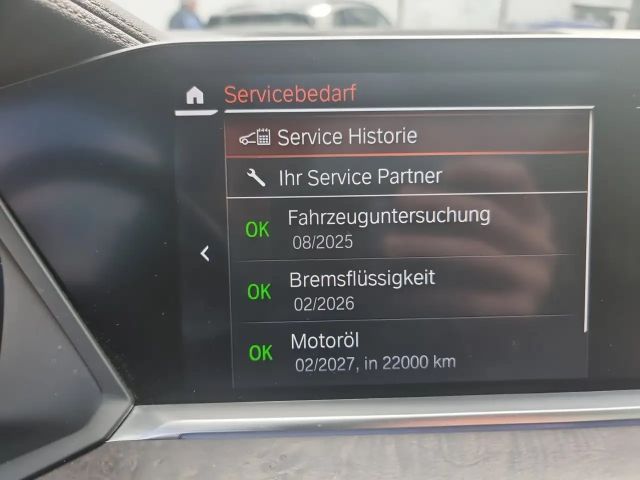 Servicebedarf
Service Historie
Ihr Service Partner
OK Fahrzeuguntersuchung
08/2025
OK Bremsflüssigkeit
02/2026
OK Motoröl
02/2027, in 22000 km